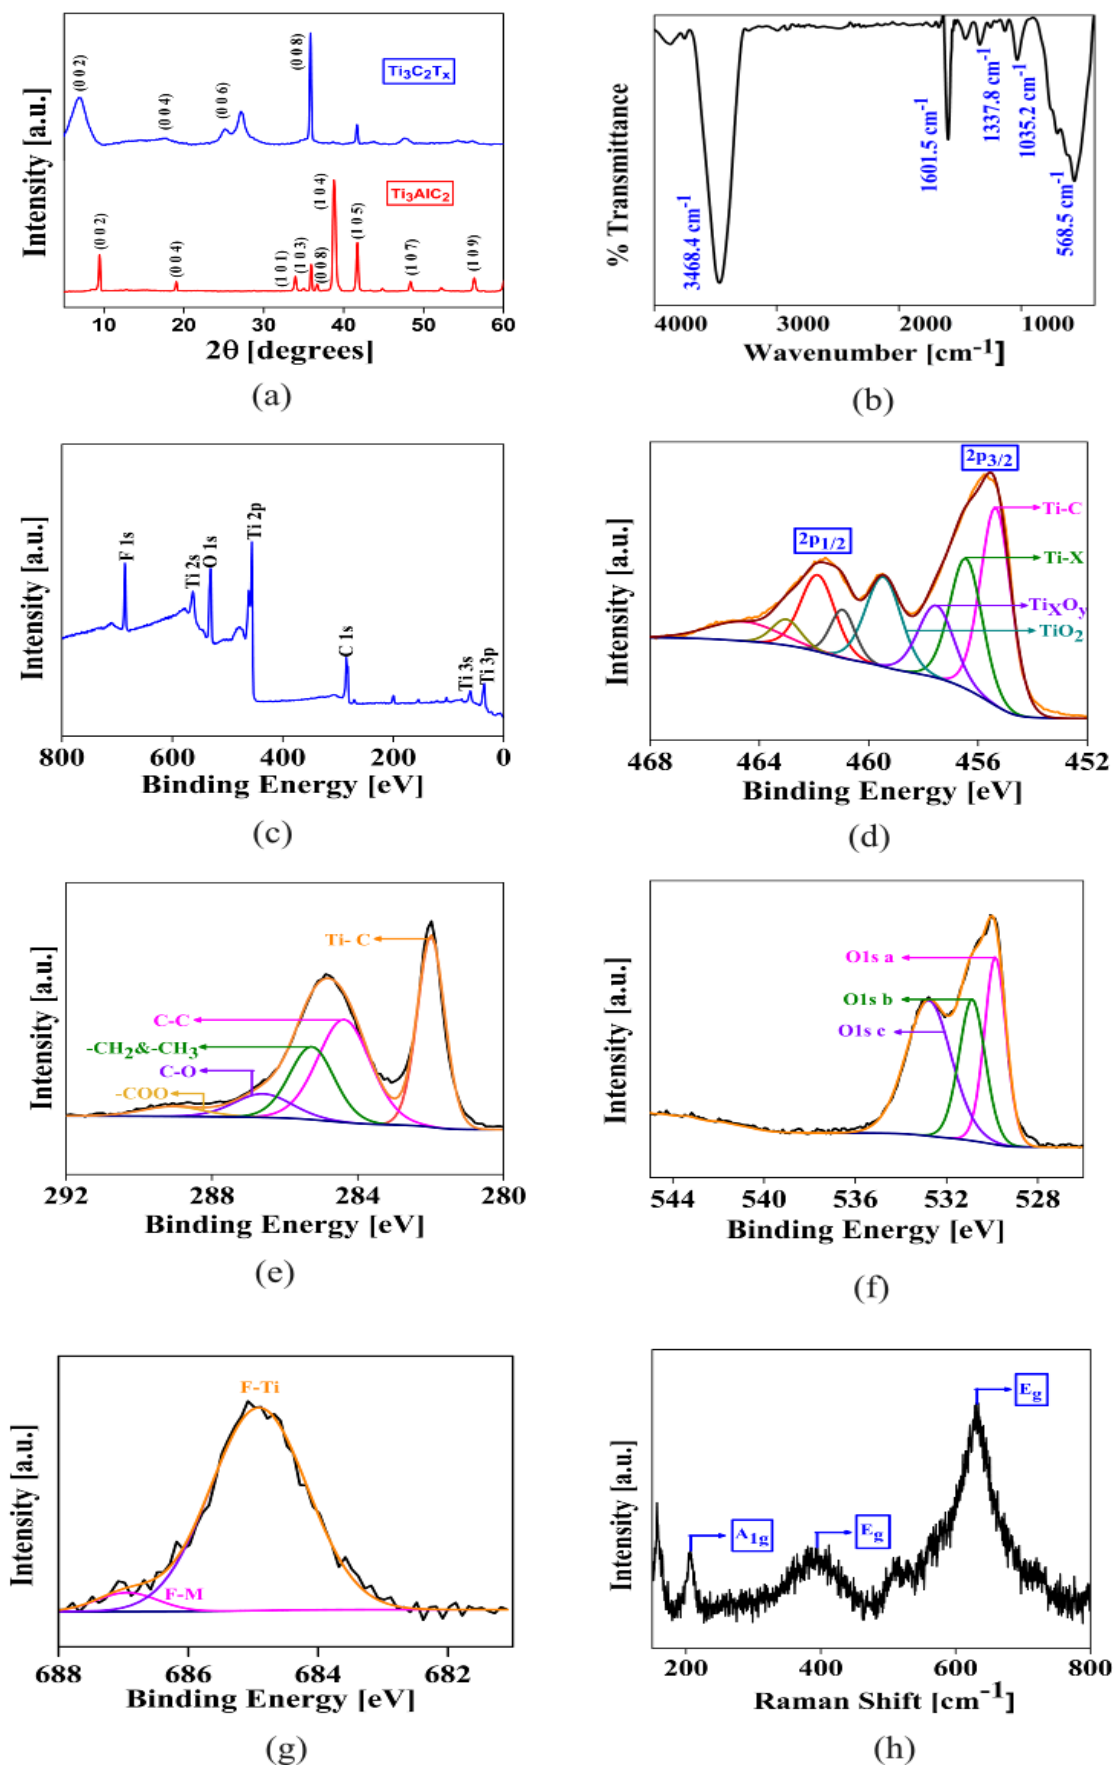 Intensity [a.u.]
(0 0 2)
(0 0 4)
(0 0 6)
(0 0 8)
Ti3C2Tx
Ti3AlC2
(0 0 2)
(0 0 4)
(1 0 1)
(1 0 3)
(0 0 8)
(1 0 4)
(1 0 5)
(1 0 7)
(1 0 9)
10 20 30 40 50 60
2θ [degrees]
(a)
% Transmittance
3468.4 cm-1
1601.5 cm-1
1337.8 cm-1
1035.2 cm-1
568.5 cm-1
4000 3000 2000 1000
Wavenumber [cm-1]
(b)
Intensity [a.u.]
F 1s
Ti 2s
O 1s
Ti 2p
C 1s
Ti 3s
Ti 3p
800 600 400 200 0
Binding Energy [eV]
(c)
Intensity [a.u.]
2p3/2
2p1/2
Ti-C
Ti-X
TiXOy
TiO2
468 464 460 456 452
Binding Energy [eV]
(d)
Intensity [a.u.]
Ti- C
C-C
-CH2&-CH3
C-O
-COO
292 288 284 280
Binding Energy [eV]
(e)
Intensity [a.u.]
O1s a
O1s b
O1s c
544 540 536 532 528
Binding Energy [eV]
(f)
Intensity [a.u.]
F-Ti
F-M
688 686 684 682
Binding Energy [eV]
(g)
Intensity [a.u.]
A1g
Eg
Eg
200 400 600 800
Raman Shift [cm-1]
(h)